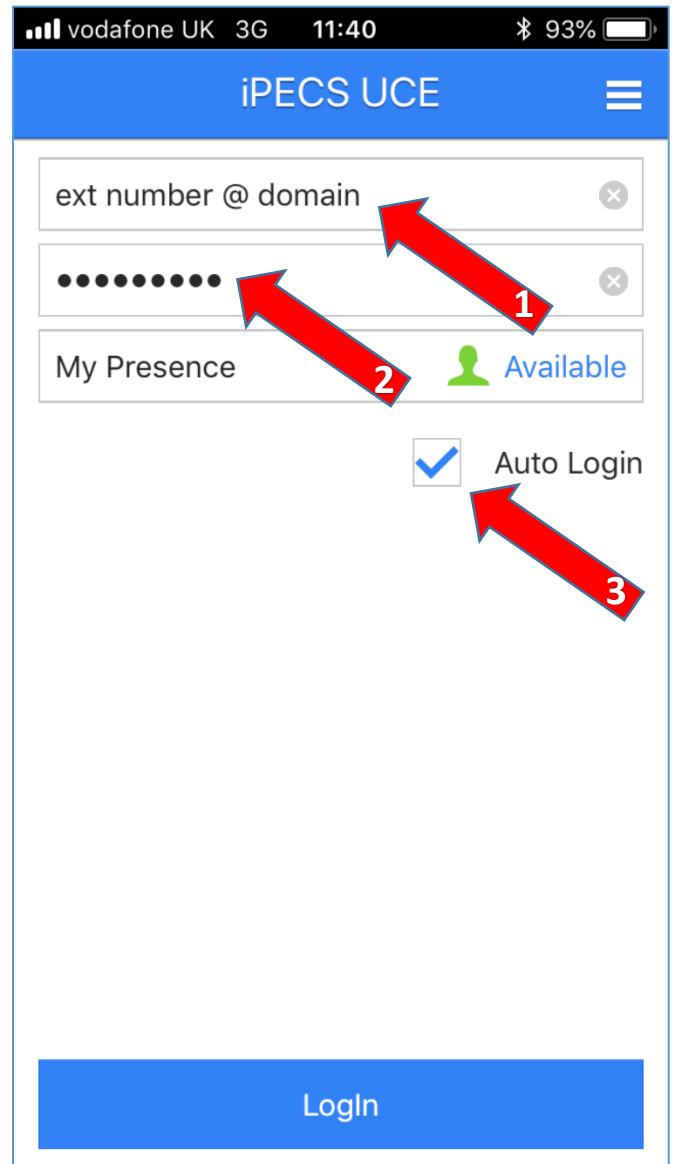 vodafone UK 3G 11:40 93%
iPECS UCE
ext number @ domain
•••••••••
1
My Presence Available
2
Auto Login
3
LogIn